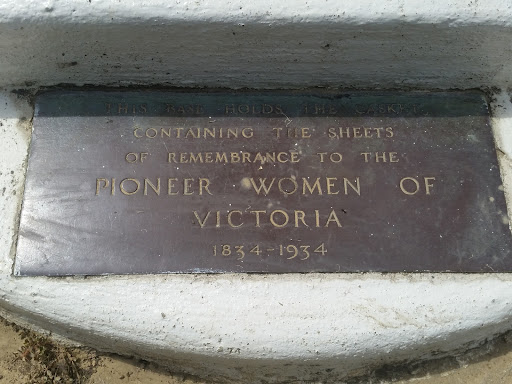 THIS BASE HOLDS THE CASKET
CONTAINING THE SHEETS
OF REMEMBRANCE TO THE
PIONEER WOMEN OF
VICTORIA
1834-1934